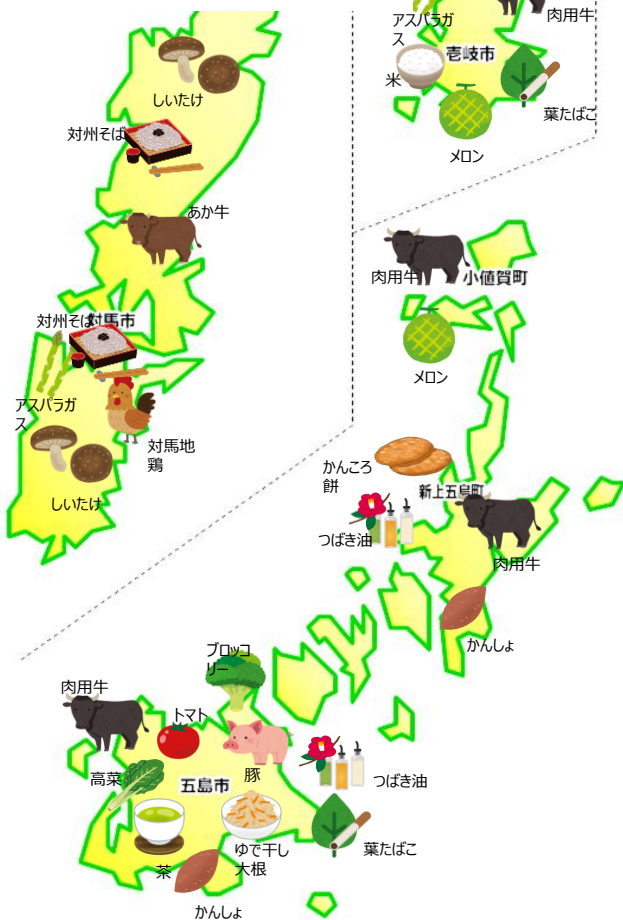 しいたけ
対州そば
あか牛
対州そば
対馬市
アスパラガ
ス
対馬地
鶏
しいたけ
アスパラガ
ス
肉用牛
壱岐市
米
葉たばこ
メロン
肉用牛
小値賀町
メロン
かんころ
餅
新上五島町
つばき油
肉用牛
かんしょ
ブロッコ
リー
肉用牛
トマト
豚
つばき油
高菜
五島市
ゆで干し
大根
葉たばこ
茶
かんしょ